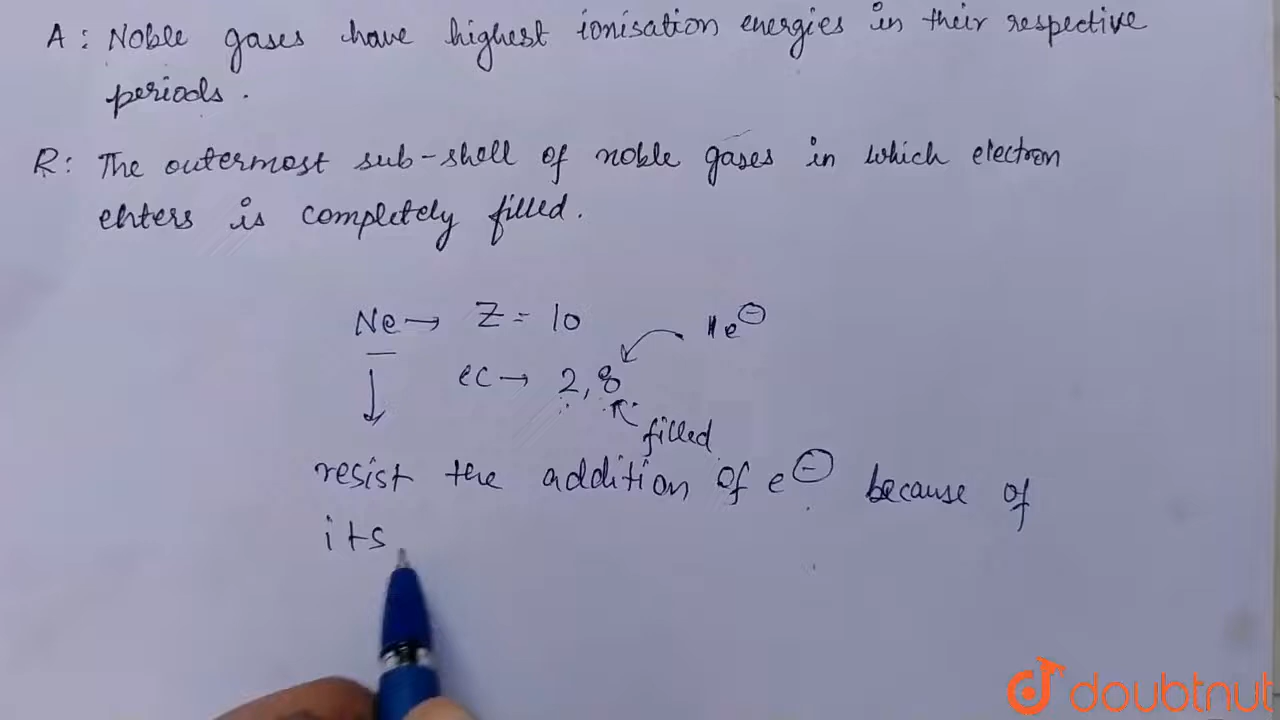 A: Noble gases have highest ionisation energies in their respective
periods.
R: The outermost sub-shell of noble gases in which electron
enters is completely filled.
Ne → Z = 10
1e⊖
ec → 2, 8
filled
resist the addition of e⊖ because of
its
doubtnut